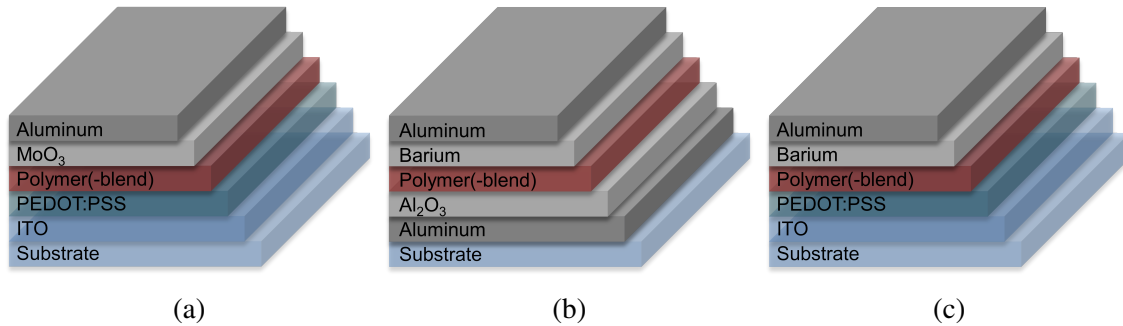 Aluminum
MoO₃
Polymer(-blend)
PEDOT:PSS
ITO
Substrate
(a)
Aluminum
Barium
Polymer(-blend)
Al₂O₃
Aluminum
Substrate
(b)
Aluminum
Barium
Polymer(-blend)
PEDOT:PSS
ITO
Substrate
(c)